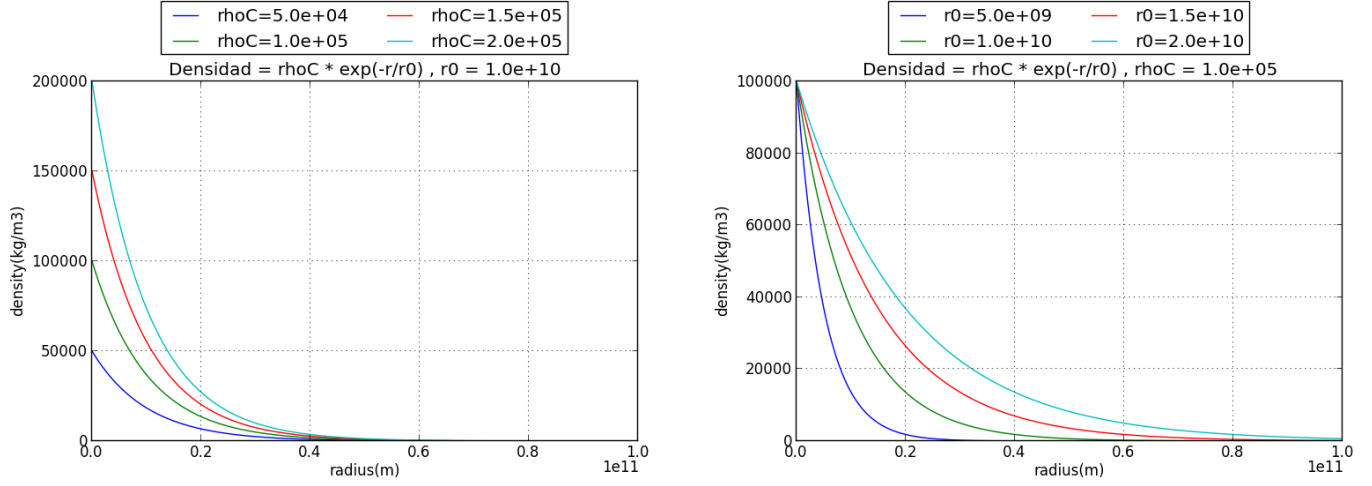 rhoC=5.0e+04 rhoC=1.5e+05
rhoC=1.0e+05 rhoC=2.0e+05
Densidad = rhoC * exp(-r/r0) , r0 = 1.0e+10
200000
150000
100000
50000
0
density(kg/m3)
0.0 0.2 0.4 0.6 0.8 1.0
1e11
radius(m)
r0=5.0e+09 r0=1.5e+10
r0=1.0e+10 r0=2.0e+10
Densidad = rhoC * exp(-r/r0) , rhoC = 1.0e+05
100000
80000
60000
40000
20000
0
density(kg/m3)
0.0 0.2 0.4 0.6 0.8 1.0
1e11
radius(m)